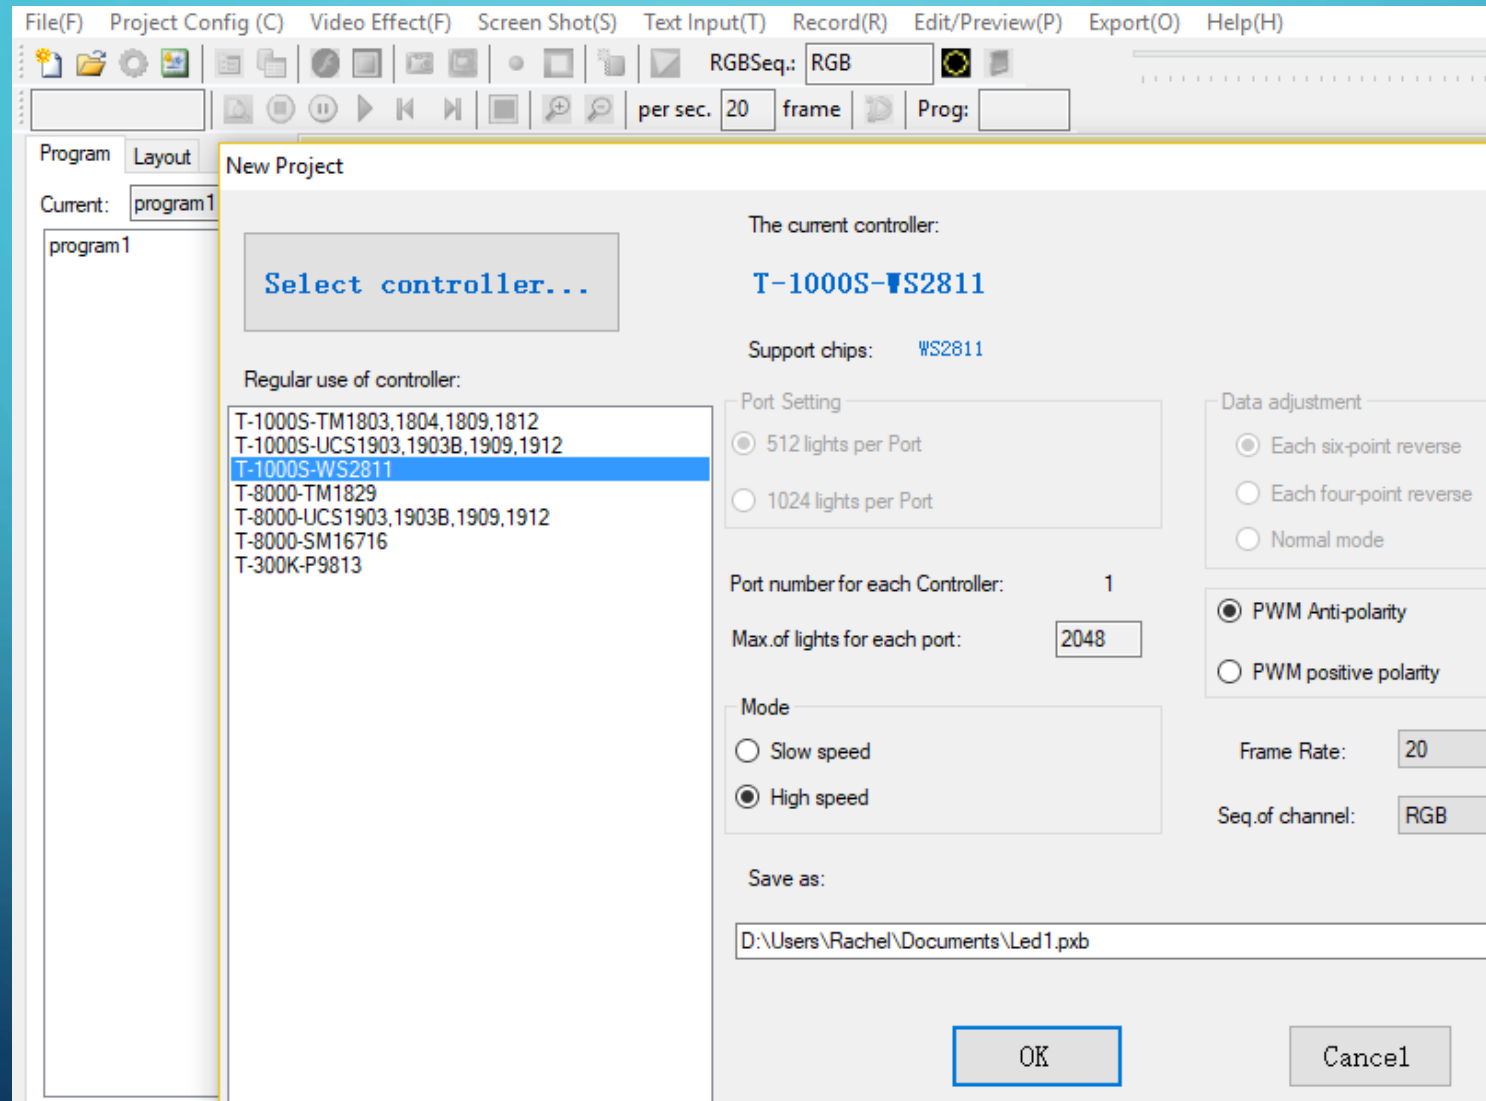 File(F) Project Config (C) Video Effect(F) Screen Shot(S) Text Input(T) Record(R) Edit/Preview(P) Export(O) Help(H)
RGBSeq.: RGB
per sec. 20 frame Prog:
Program Layout
New Project
Current: program1
program1
Select controller...
The current controller:
T-1000S-WS2811
Support chips: WS2811
Regular use of controller:
T-1000S-TM1803,1804,1809,1812
T-1000S-UCS1903,1903B,1909,1912
T-1000S-WS2811
T-8000-TM1829
T-8000-UCS1903,1903B,1909,1912
T-8000-SM16716
T-300K-P9813
Port Setting
512 lights per Port
1024 lights per Port
Data adjustment
Each six-point reverse
Each four-point reverse
Normal mode
Port number for each Controller: 1
Max.of lights for each port: 2048
PWM Anti-polarity
PWM positive polarity
Mode
Slow speed
High speed
Frame Rate: 20
Seq.of channel: RGB
Save as:
D:\Users\Rachel\Documents\Led1.pxb
OK
Cancel